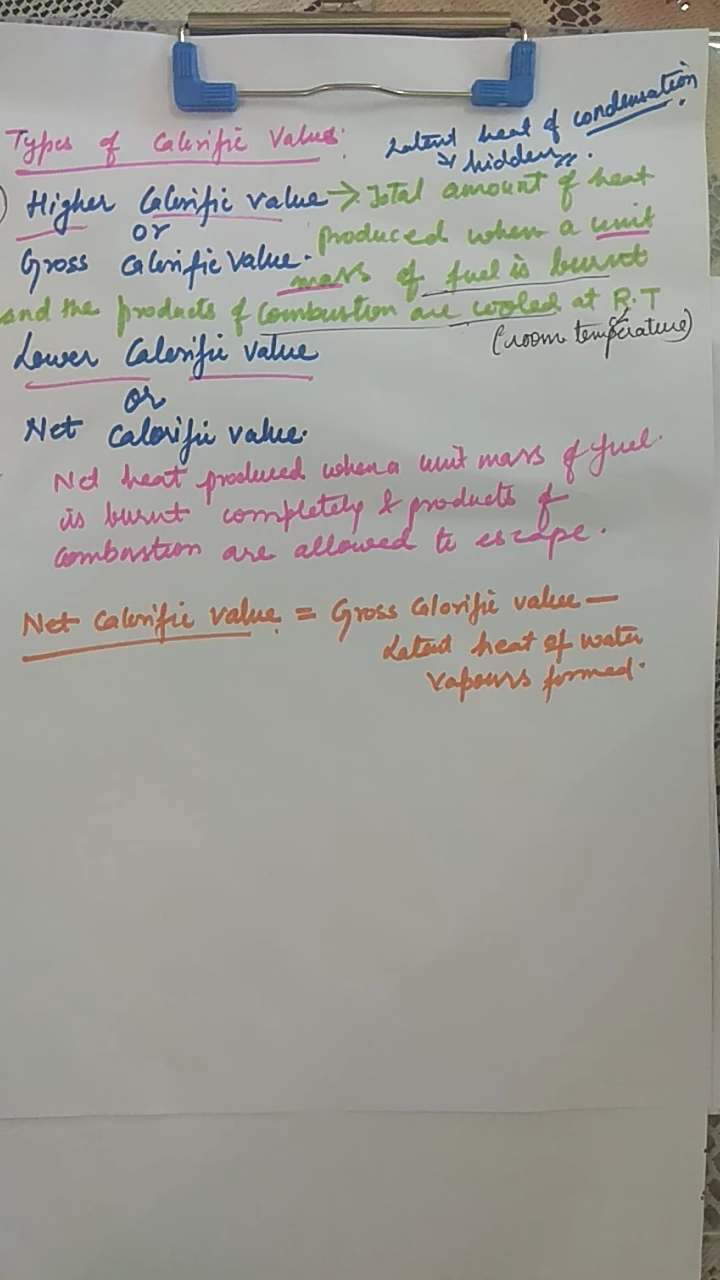 Types of Calorific Value:
Latent heat of condensation.
→ hidden
) Higher Calorific value → Total amount of heat
or
produced when a unit
Gross Calorific value.
mass of fuel is burnt
and the products of combustion are cooled at R.T
(room temperature)
Lower Calorific value
or
Net Calorific value.
Net heat produced when a unit mass of fuel.
is burnt completely & products of
combustion are allowed to escape.
Net Calorific value = Gross Calorific value —
Latent heat of water
vapours formed.